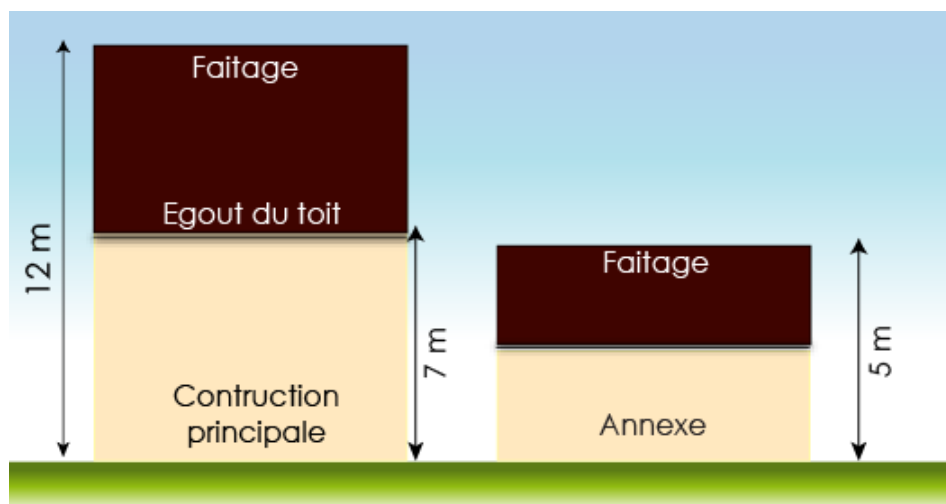 Faitage
Egout du toit
12 m
7 m
Contruction
principale
Faitage
5 m
Annexe